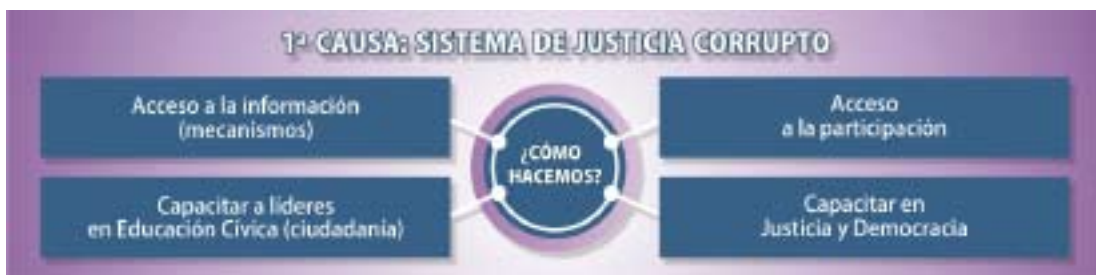 1ª CAUSA: SISTEMA DE JUSTICIA CORRUPTO
Acceso a la información
(mecanismos)
Acceso
a la participación
¿CÓMO
HACEMOS?
Capacitar a líderes
en Educación Cívica (ciudadanía)
Capacitar en
Justicia y Democracia